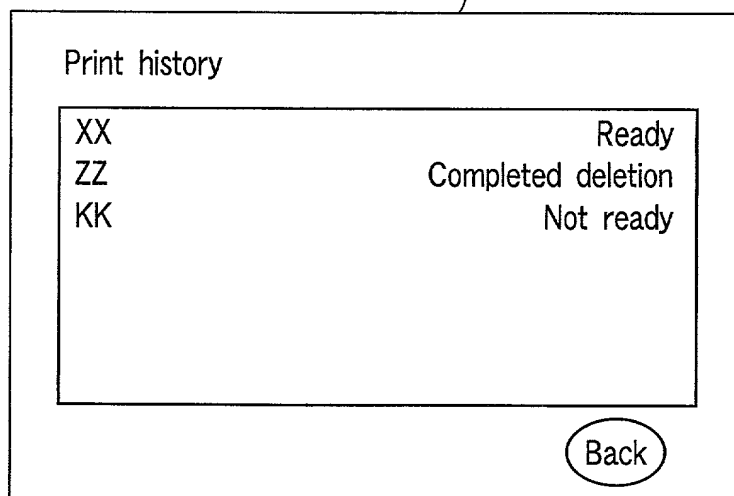 Print history
XX Ready
ZZ Completed deletion
KK Not ready
Back